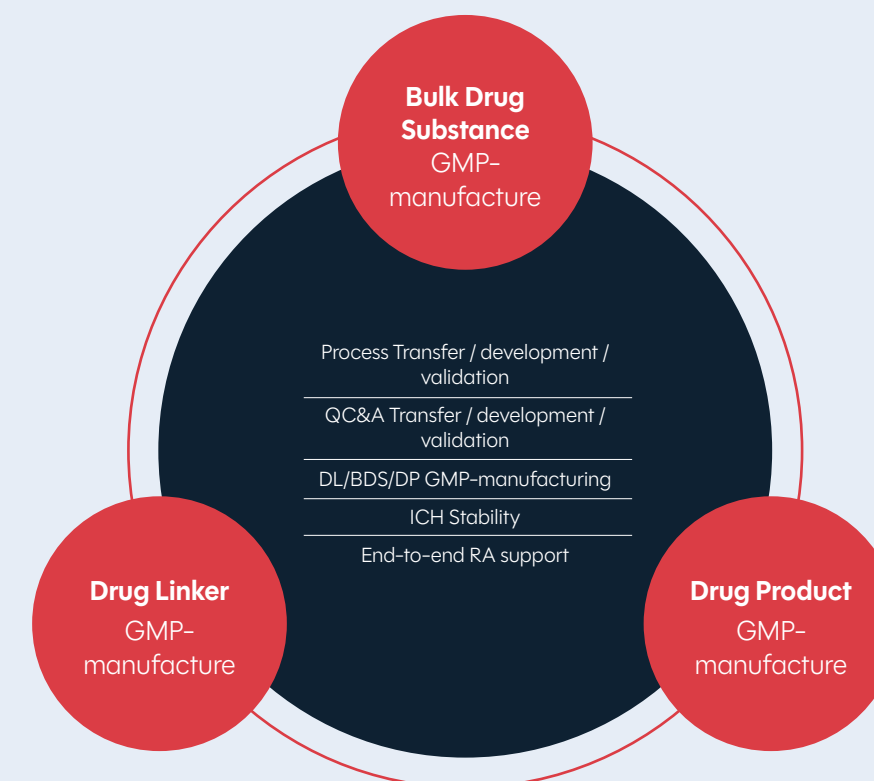 Bulk Drug
Substance
GMP-
manufacture
Process Transfer / development /
validation
QC&A Transfer / development /
validation
DL/BDS/DP GMP-manufacturing
ICH Stability
End-to-end RA support
Drug Linker
GMP-
manufacture
Drug Product
GMP-
manufacture